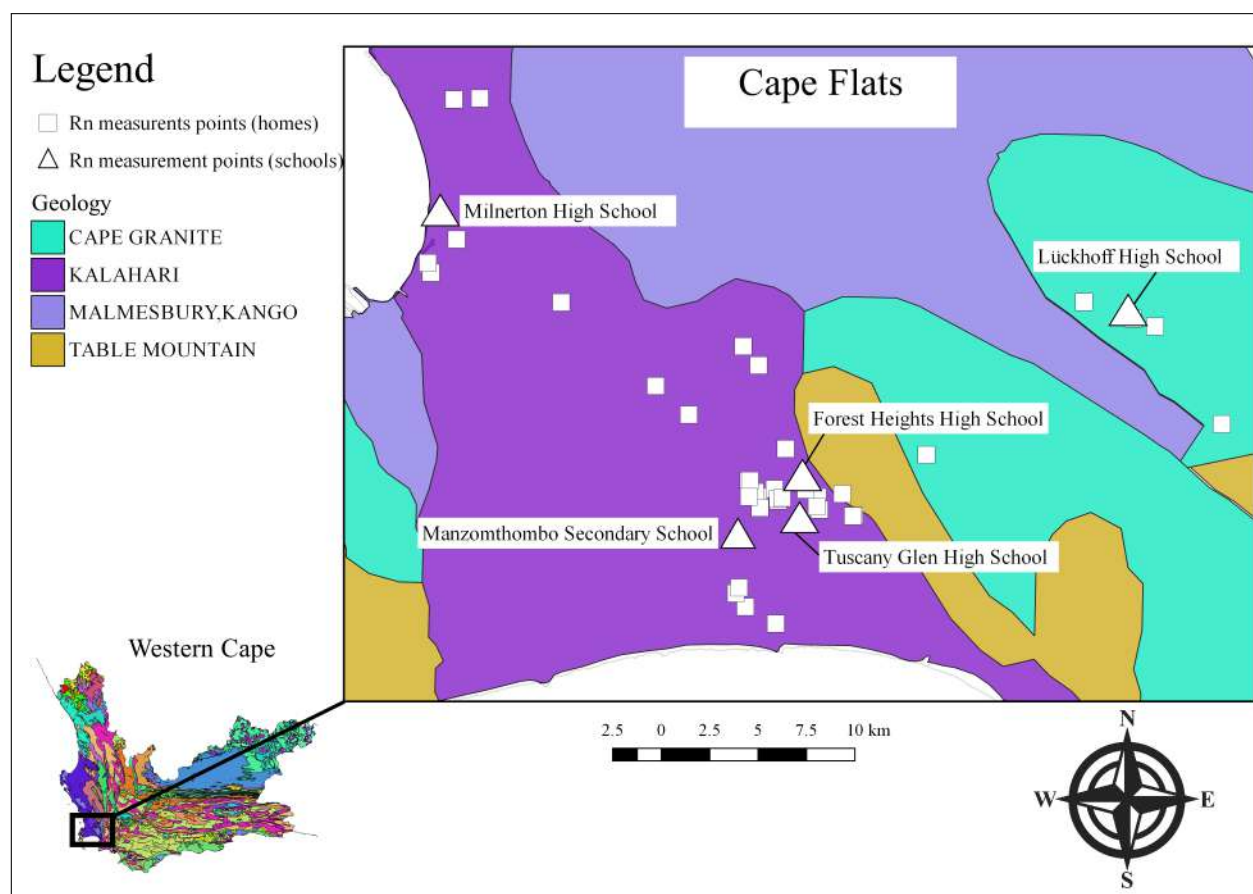 Legend
Rn measurents points (homes)
Rn measurement points (schools)
Geology
CAPE GRANITE
KALAHARI
MALMESBURY,KANGO
TABLE MOUNTAIN
Cape Flats
Milnerton High School
Lückhoff High School
Forest Heights High School
Manzomthombo Secondary School
Tuscany Glen High School
Western Cape
2.5 0 2.5 5 7.5 10 km
N
W E
S